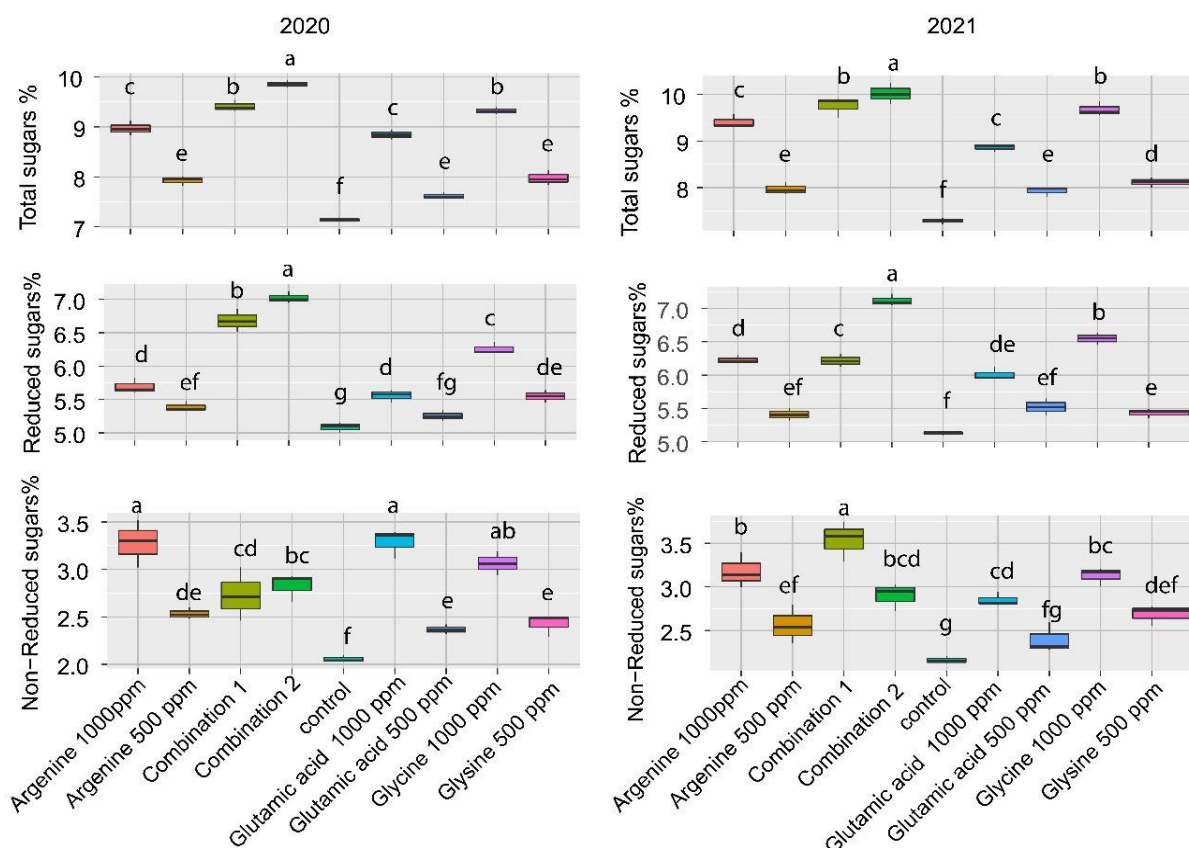 2020
2021
Total sugars %
10
9
8
7
c
e
b
a
f
c
e
b
e
Total sugars %
10
9
8
c
e
b
a
f
c
e
b
d
Reduced sugars%
7.0
6.5
6.0
5.5
5.0
d
ef
b
a
g
d
fg
c
de
Reduced sugars%
7.0
6.5
6.0
5.5
5.0
d
ef
c
a
f
de
ef
b
e
Non-Reduced sugars%
3.5
3.0
2.5
2.0
a
de
cd
bc
f
a
e
ab
e
Non-Reduced sugars%
3.5
3.0
2.5
b
ef
a
bcd
g
cd
fg
bc
def
Argenine 1000ppm
Argenine 500 ppm
Combination 1
Combination 2
control
Glutamic acid 1000 ppm
Glutamic acid 500 ppm
Glycine 1000 ppm
Glysine 500 ppm
Argenine 1000ppm
Argenine 500 ppm
Combination 1
Combination 2
control
Glutamic acid 1000 ppm
Glutamic acid 500 ppm
Glycine 1000 ppm
Glysine 500 ppm